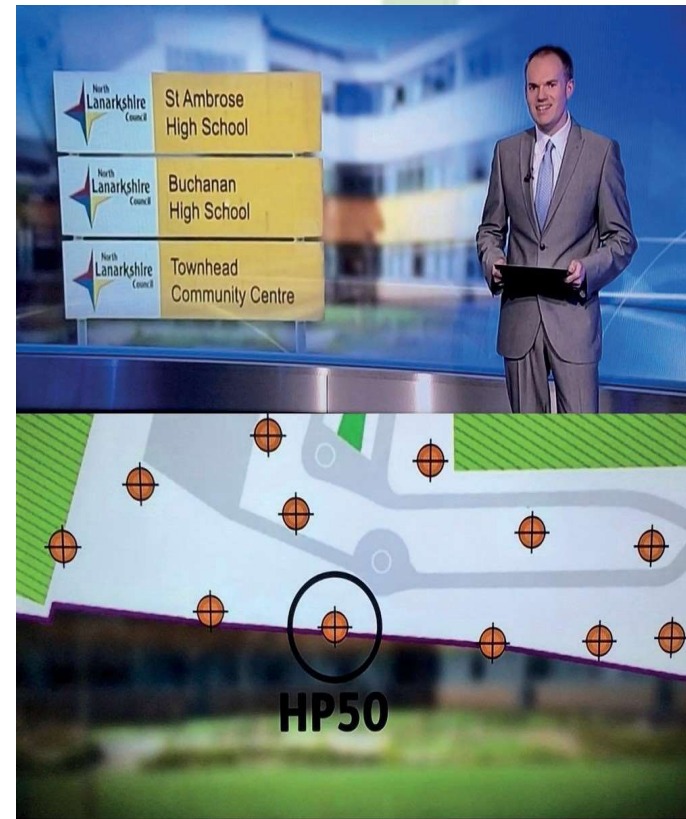 North
Lanarkshire
Council
St Ambrose
High School
North
Lanarkshire
Council
Buchanan
High School
North
Lanarkshire
Council
Townhead
Community Centre
HP50